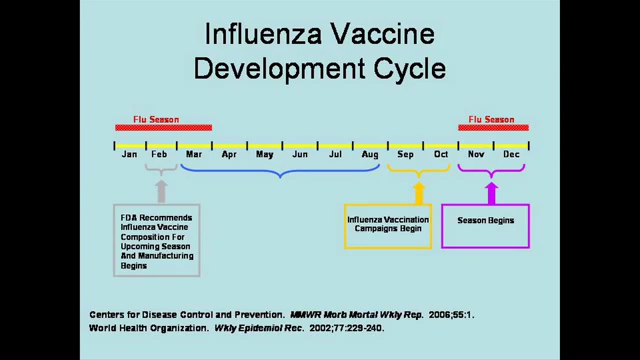 Influenza Vaccine
Development Cycle
Flu Season
Flu Season
Jan Feb Mar Apr May Jun Jul Aug Sep Oct Nov Dec
FDA Recommends
Influenza Vaccine
Composition For
Upcoming Season
And Manufacturing
Begins
Influenza Vaccination
Campaigns Begin
Season Begins
Centers for Disease Control and Prevention. MMWR Morb Mortal Wkly Rep. 2006;55:1.
World Health Organization. Wkly Epidemiol Rec. 2002;77:229-240.